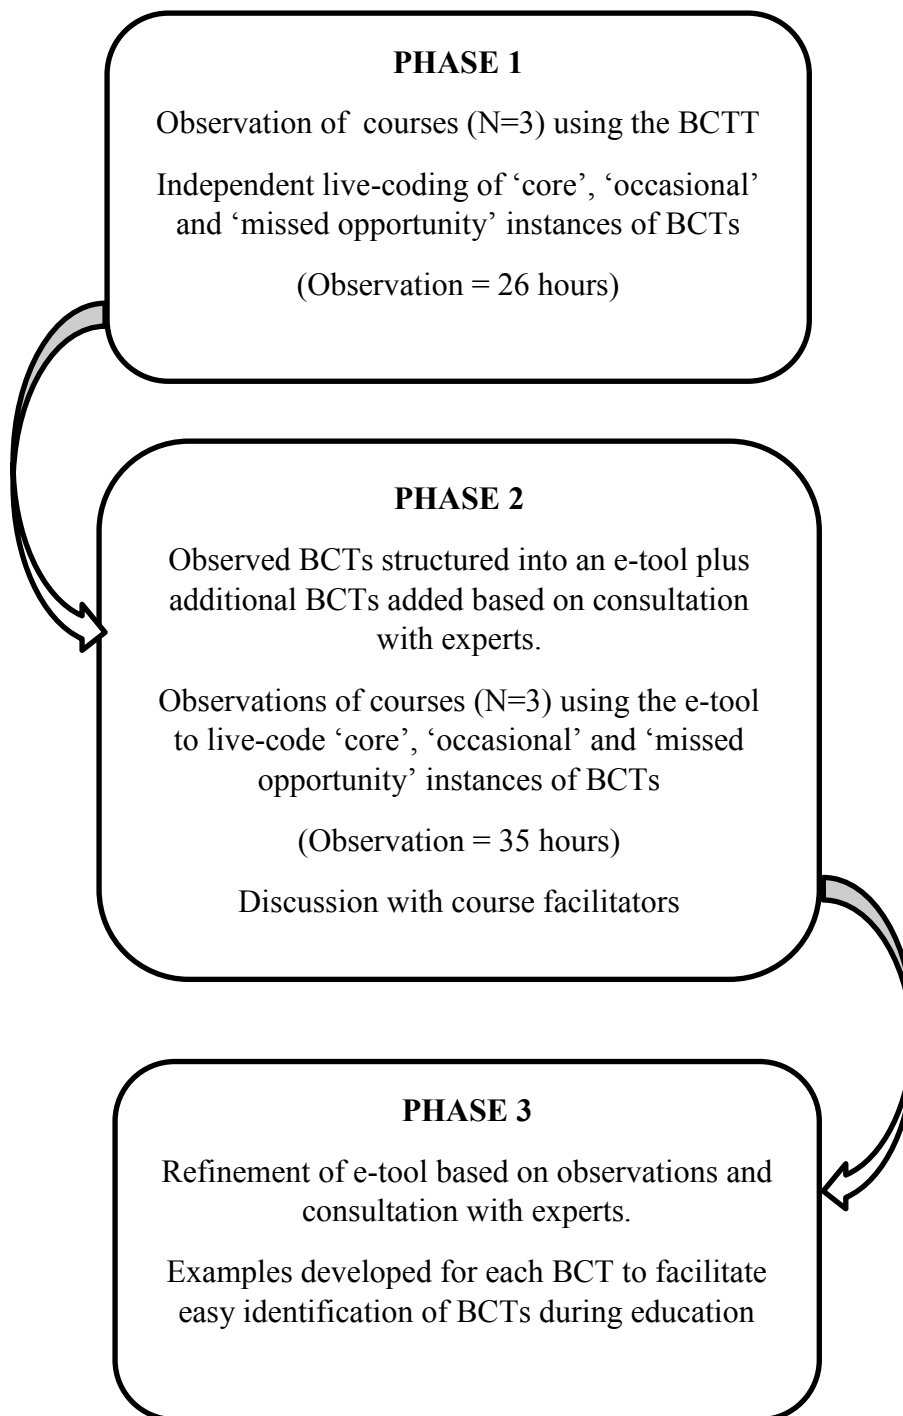 PHASE 1
Observation of  courses (N=3) using the BCTT
Independent live-coding of ‘core’, ‘occasional’
and ‘missed opportunity’ instances of BCTs
(Observation = 26 hours)
PHASE 2
Observed BCTs structured into an e-tool plus
additional BCTs added based on consultation
with experts.
Observations of courses (N=3) using the e-tool
to live-code ‘core’, ‘occasional’ and ‘missed
opportunity’ instances of BCTs
(Observation = 35 hours)
Discussion with course facilitators
PHASE 3
Refinement of e-tool based on observations and
consultation with experts.
Examples developed for each BCT to facilitate
easy identification of BCTs during education